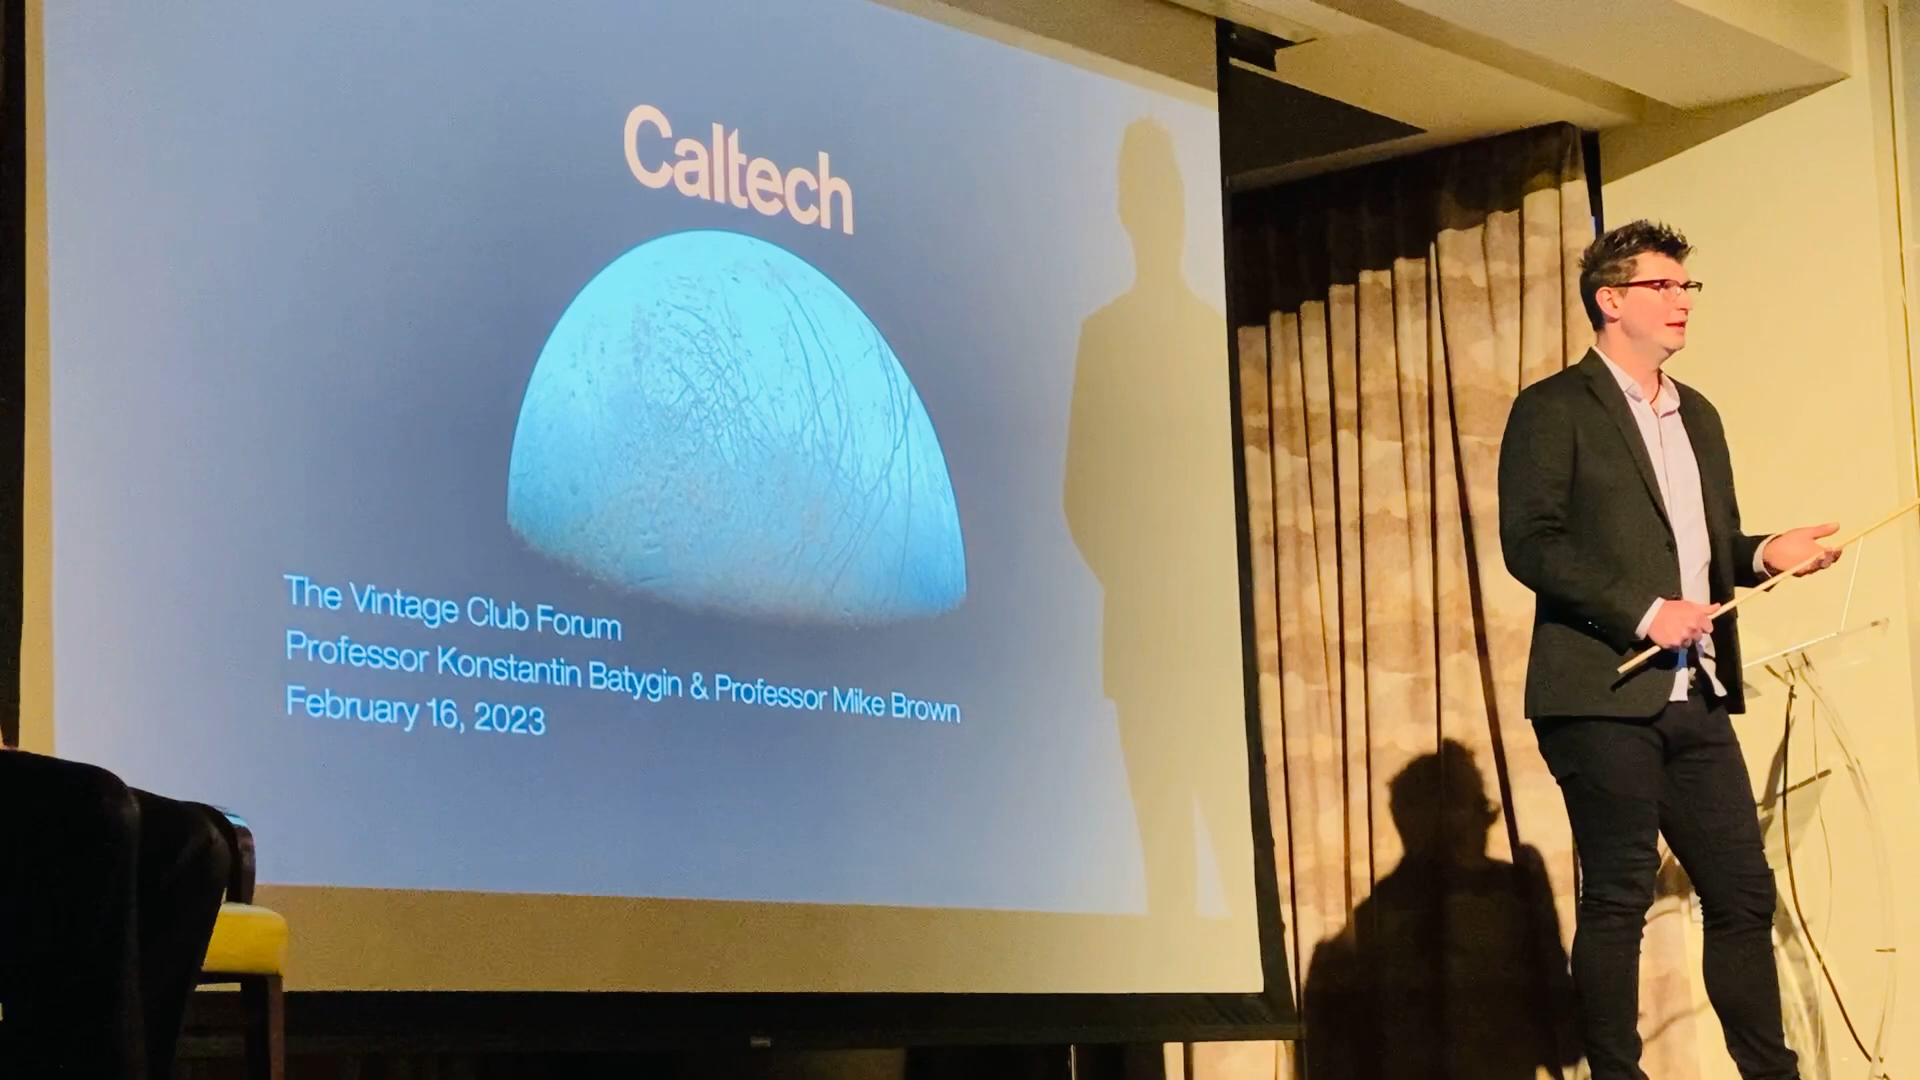 Caltech
The Vintage Club Forum
Professor Konstantin Batygin & Professor Mike Brown
February 16, 2023